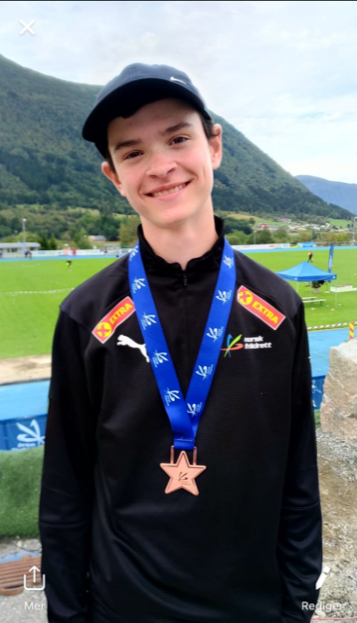 EXTRA
EXTRA
norsk
friidrett
Mer
Rediger